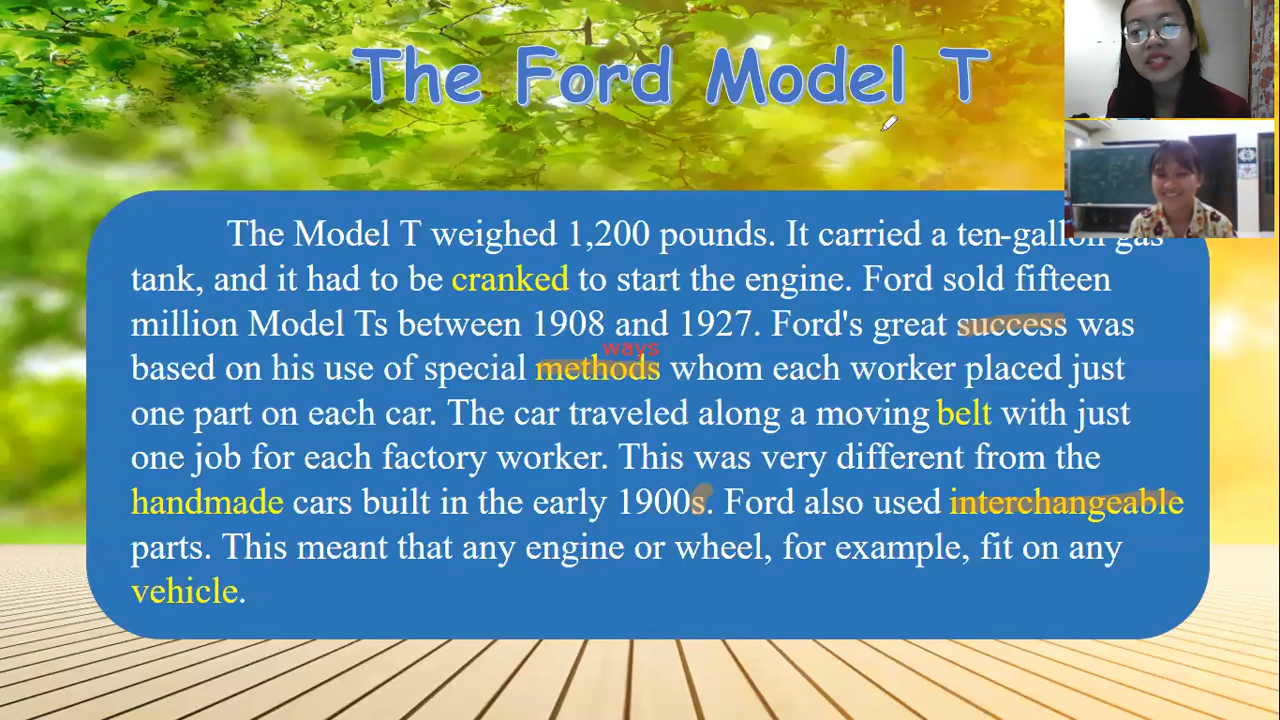 The Ford Model T
The Model T weighed 1,200 pounds. It carried a ten-gallon gas
tank, and it had to be cranked to start the engine. Ford sold fifteen
million Model Ts between 1908 and 1927. Ford's great success was
ways
based on his use of special methods whom each worker placed just
one part on each car. The car traveled along a moving belt with just
one job for each factory worker. This was very different from the
handmade cars built in the early 1900s. Ford also used interchangeable
parts. This meant that any engine or wheel, for example, fit on any
vehicle.